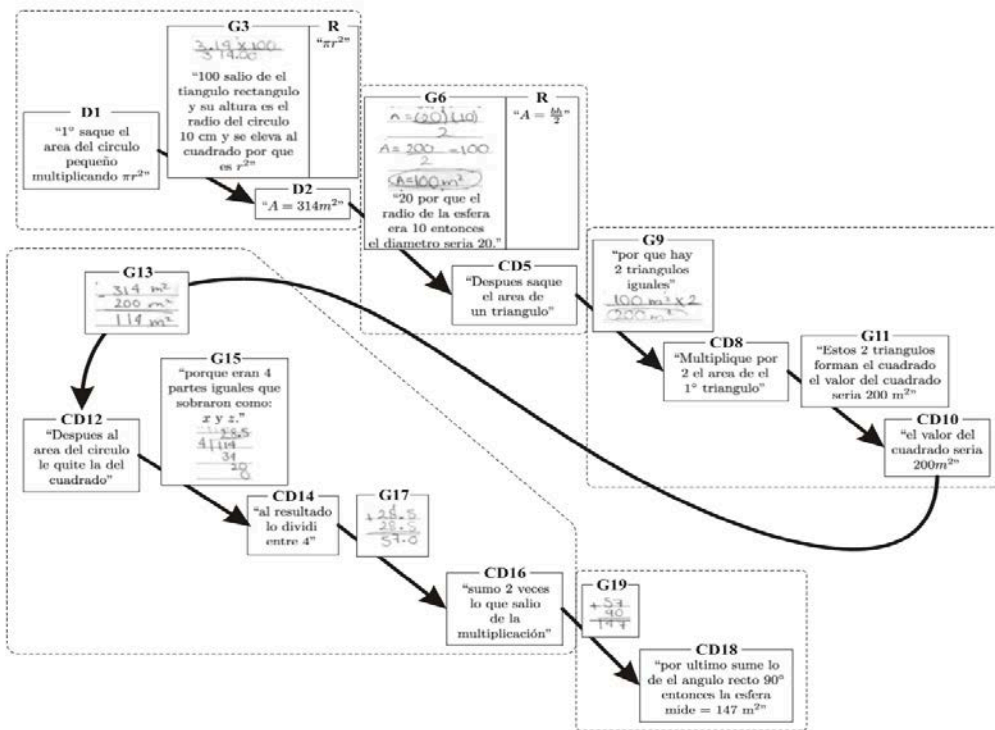 D1
“1° saque el
area del circulo
pequeño
multiplicando πr²”
G3
3.14 x 100
314.00
“100 salio de el
tiangulo rectangulo
y su altura es el
radio del circulo
10 cm y se eleva al
cuadrado por que
es r²”
R
“πr²”
D2
“A = 314m²”
G6
A=(20)(10)
2
A=200=100
2
A=100m²
“20 por que el
radio de la esfera
era 10 entonces
el diametro seria 20.”
R
“A = bh/2”
CD5
“Despues saque
el area de
un triangulo”
G9
“por que hay
2 triangulos
iguales”
100 m² x 2
200 m²
CD8
“Multiplique por
2 el area de el
1° triangulo”
G11
“Estos 2 triangulos
forman el cuadrado
el valor del cuadrado
seria 200 m²”
CD10
“el valor del
cuadrado seria
200m²”
G13
314 m²
- 200 m²
114 m²
CD12
“Despues al
area del circulo
le quite la del
cuadrado”
G15
“porque eran 4
partes iguales que
sobraron como:
x y z.”
28.5
4 114
34
20
0
CD14
“al resultado
lo dividi
entre 4”
G17
+28.5
28.5
57.0
CD16
“sumo 2 veces
lo que salio
de la
multiplicación”
G19
+57
90
147
CD18
“por ultimo sume lo
de el angulo recto 90°
entonces la esfera
mide = 147 m²”